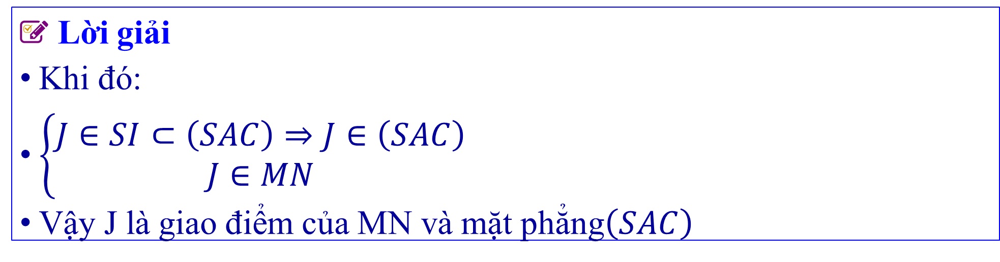 Lời giải
• Khi đó:
• {𝐽 ∈ 𝑆𝐼 ⊂ (𝑆𝐴𝐶) ⇒ 𝐽 ∈ (𝑆𝐴𝐶)
𝐽 ∈ 𝑀𝑁
• Vậy J là giao điểm của MN và mặt phẳng(𝑆𝐴𝐶)